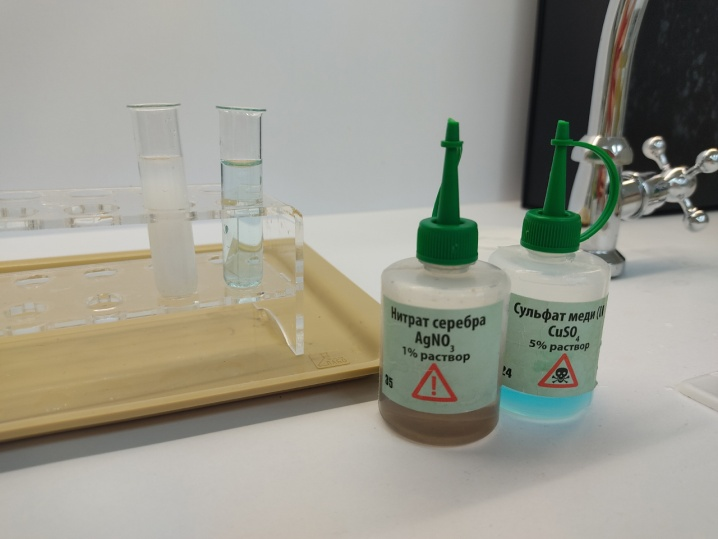 Нитрат серебра
AgNO₃
1% раствор
35
Сульфат меди (II
CuSO₄
5% раствор
24